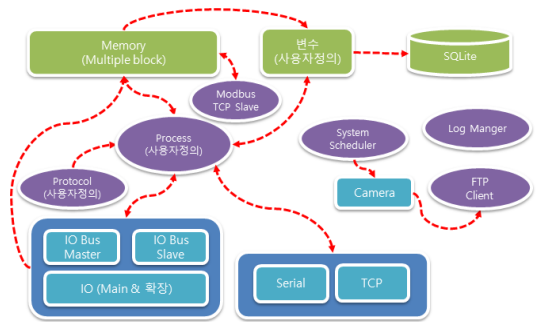 Memory
(Multiple block)
변수
(사용자정의)
SQLite
Modbus
TCP Slave
Process
(사용자정의)
System
Scheduler
Log Manger
Protocol
(사용자정의)
Camera
FTP
Client
IO Bus
Master
IO Bus
Slave
IO (Main & 확장)
Serial
TCP